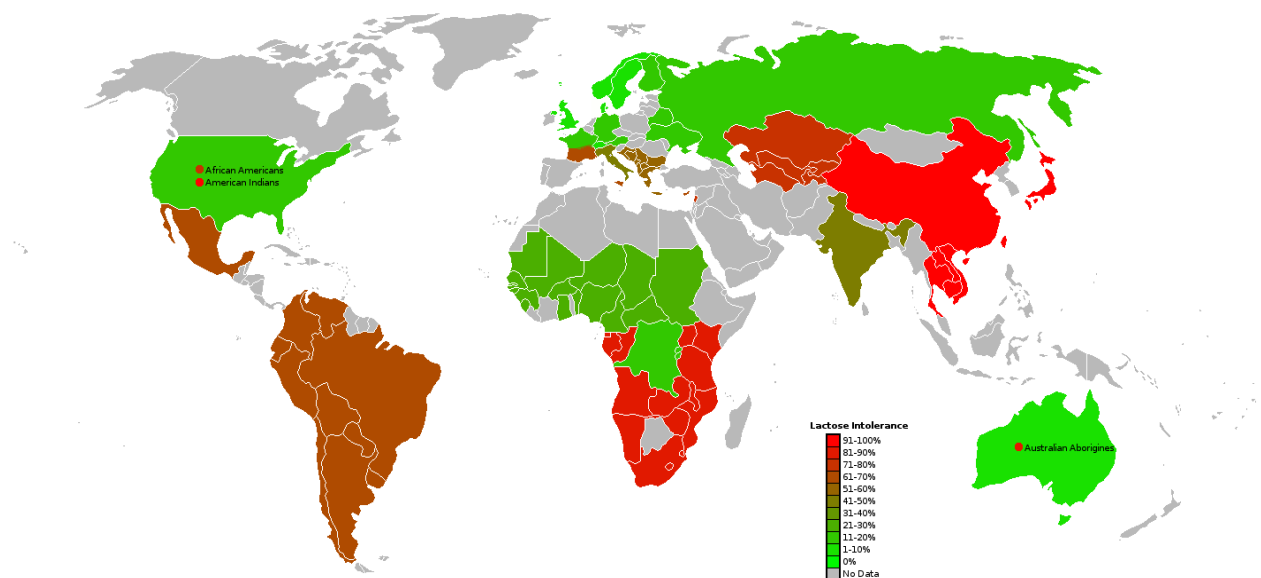 African Americans
American Indians
Lactose Intolerance
91-100%
81-90%
71-80%
61-70%
51-60%
41-50%
31-40%
21-30%
11-20%
1-10%
0%
No Data
Australian Aborigines